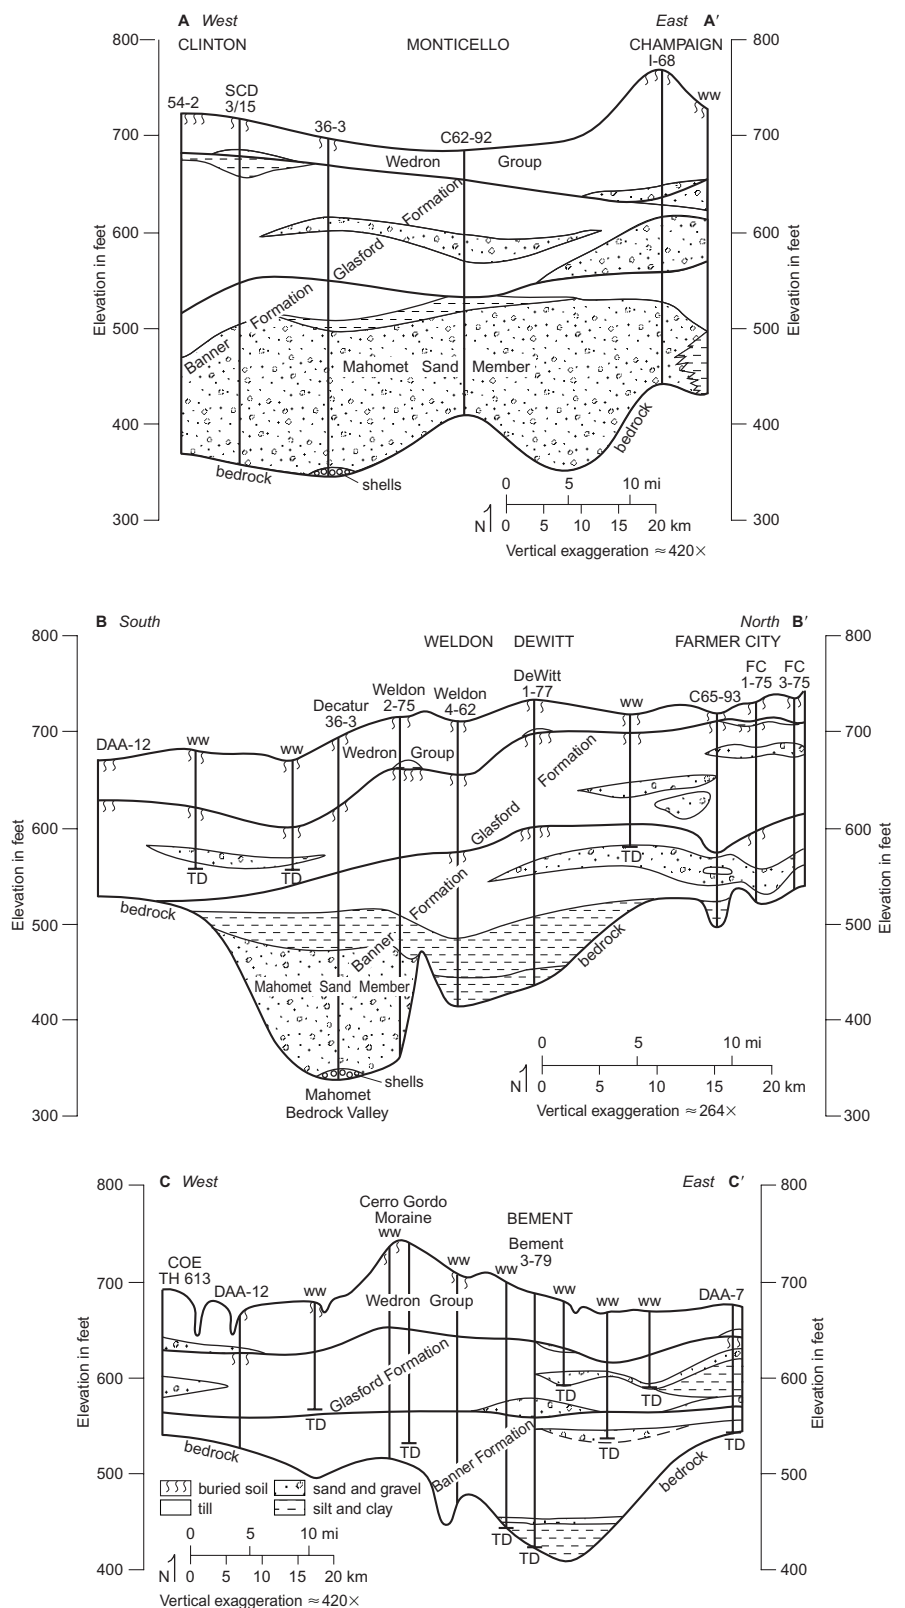 A West
East A′
CLINTON
MONTICELLO
CHAMPAIGN
I-68
54-2
SCD
3/15
36-3
C62-92
ww
800
700
600
500
400
300
Elevation in feet
800
700
600
500
400
300
Elevation in feet
Wedron Group
Glasford Formation
Banner Formation
Mahomet Sand Member
bedrock
bedrock
shells
0 5 10 mi
N 0 5 10 15 20 km
Vertical exaggeration ≈ 420×
B South
North B′
WELDON DEWITT FARMER CITY
DAA-12
ww
ww
Decatur
36-3
Weldon
2-75
Weldon
4-62
DeWitt
1-77
ww
C65-93
FC
1-75
FC
3-75
800
700
600
500
400
300
Elevation in feet
800
700
600
500
400
300
Elevation in feet
Wedron Group
Glasford Formation
Banner Formation
TD
TD
TD
bedrock
bedrock
Mahomet Sand Member
shells
Mahomet
Bedrock Valley
0 5 10 mi
N 0 5 10 15 20 km
Vertical exaggeration ≈ 264×
C West
East C′
Cerro Gordo
Moraine
BEMENT
COE
TH 613
DAA-12
ww
ww
ww
ww
Bement
3-79
ww
ww
ww
DAA-7
800
700
600
500
400
Elevation in feet
800
700
600
500
400
Elevation in feet
Wedron Group
Glasford Formation
Banner Formation
TD
TD
TD
TD
TD
TD
TD
TD
bedrock
bedrock
buried soil
sand and gravel
till
silt and clay
0 5 10 mi
N 0 5 10 15 20 km
Vertical exaggeration ≈ 420×